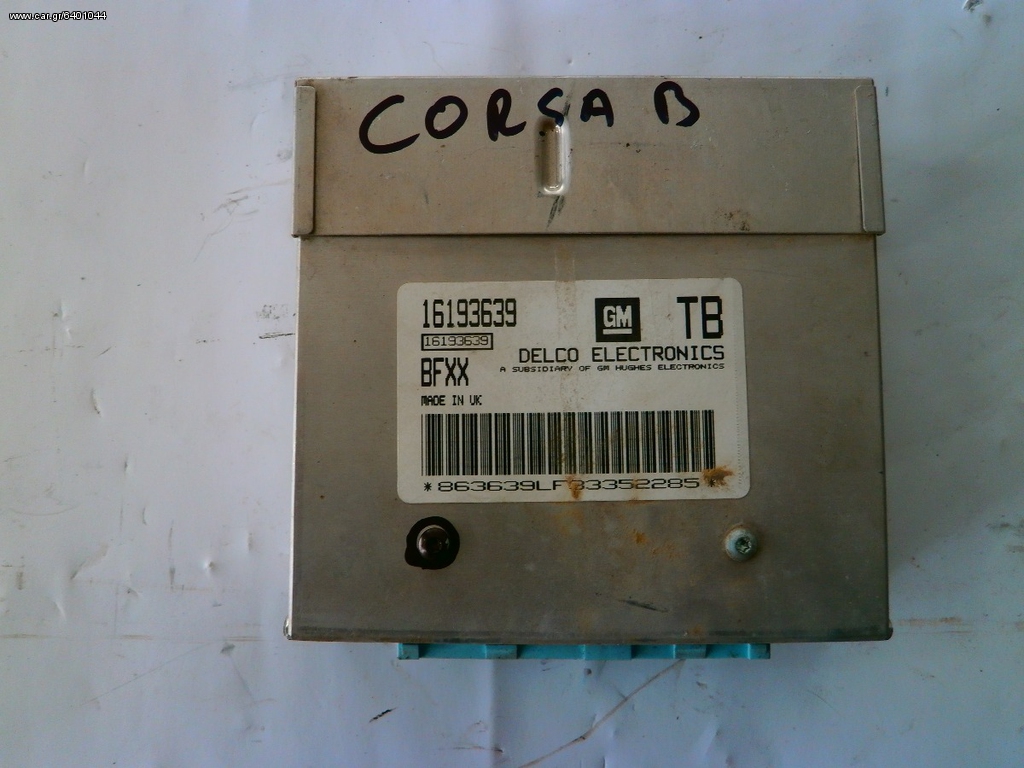 www.car.gr/6401044
CORSA B
16193639
GM
TB
16193639
DELCO ELECTRONICS
BFXX
A SUBSIDIARY OF GM HUGHES ELECTRONICS
MADE IN UK